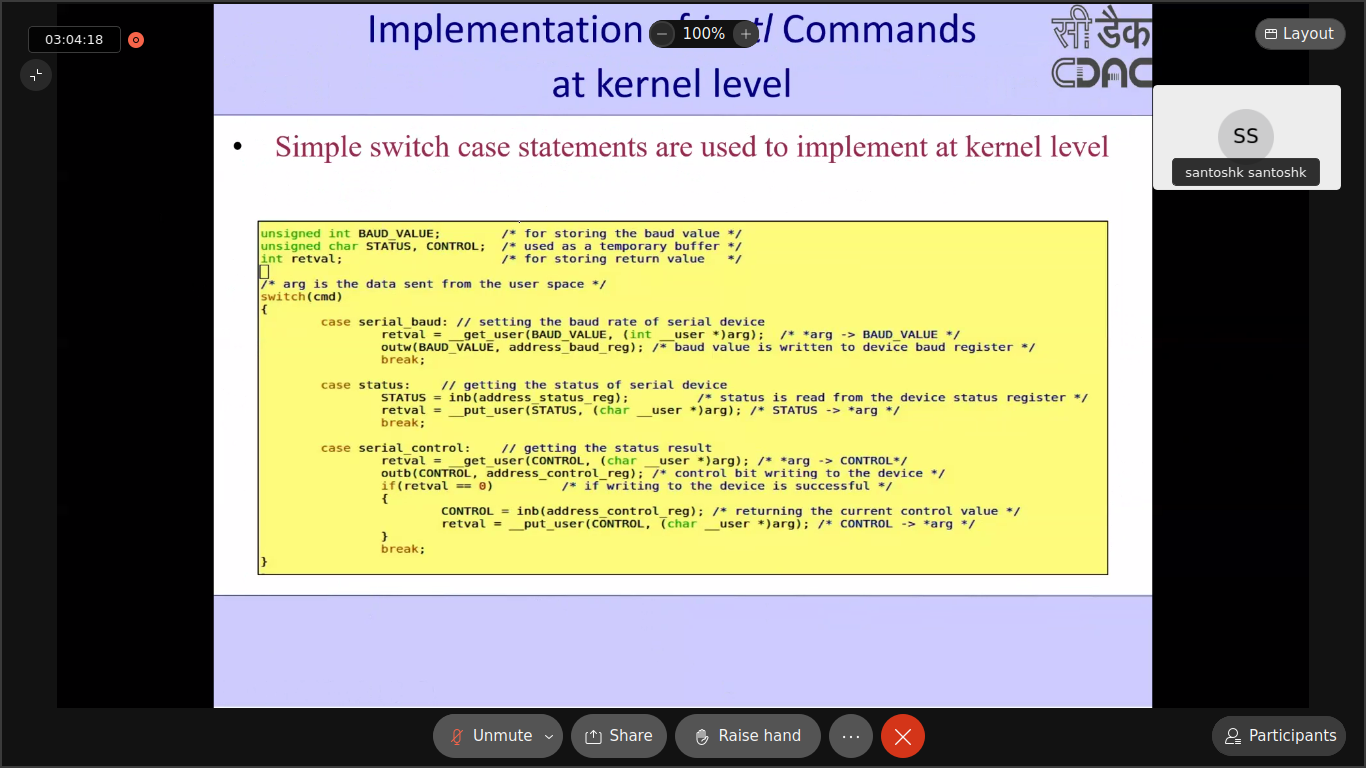 Implementation of ioctl Commands
at kernel level
सी डैक
CDAC
03:04:18
100%
Layout
• Simple switch case statements are used to implement at kernel level
SS
santoshk santoshk
unsigned int BAUD_VALUE; /* for storing the baud value */
unsigned char STATUS, CONTROL; /* used as a temporary buffer */
int retval; /* for storing return value */
/* arg is the data sent from the user space */
switch(cmd)
{
case serial_baud: // setting the baud rate of serial device
retval = __get_user(BAUD_VALUE, (int __user *)arg); /* *arg -> BAUD_VALUE */
outw(BAUD_VALUE, address_baud_reg); /* baud value is written to device baud register */
break;
case status: // getting the status of serial device
STATUS = inb(address_status_reg); /* status is read from the device status register */
retval = __put_user(STATUS, (char __user *)arg); /* STATUS -> *arg */
break;
case serial_control: // getting the status result
retval = __get_user(CONTROL, (char __user *)arg); /* *arg -> CONTROL*/
outb(CONTROL, address_control_reg); /* control bit writing to the device */
if(retval == 0) /* if writing to the device is successful */
{
CONTROL = inb(address_control_reg); /* returning the current control value */
retval = __put_user(CONTROL, (char __user *)arg); /* CONTROL -> *arg */
}
break;
}
Unmute
Share
Raise hand
Participants